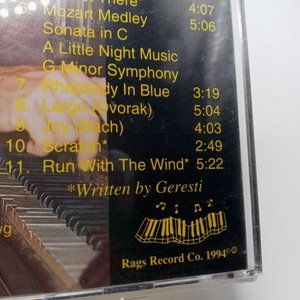 There 4:07
6. Mozart Medley 5:06
Sonata in C
A Little Night Music
G Minor Symphony
7. Rhapsody In Blue 3:19
8. Largo (Dvorak) 5:04
9. Joy (Bach) 4:03
10. Scratch* 2:49
11. Run With The Wind* 5:22
*Written by Geresti
Rags Record Co. 1994©℗